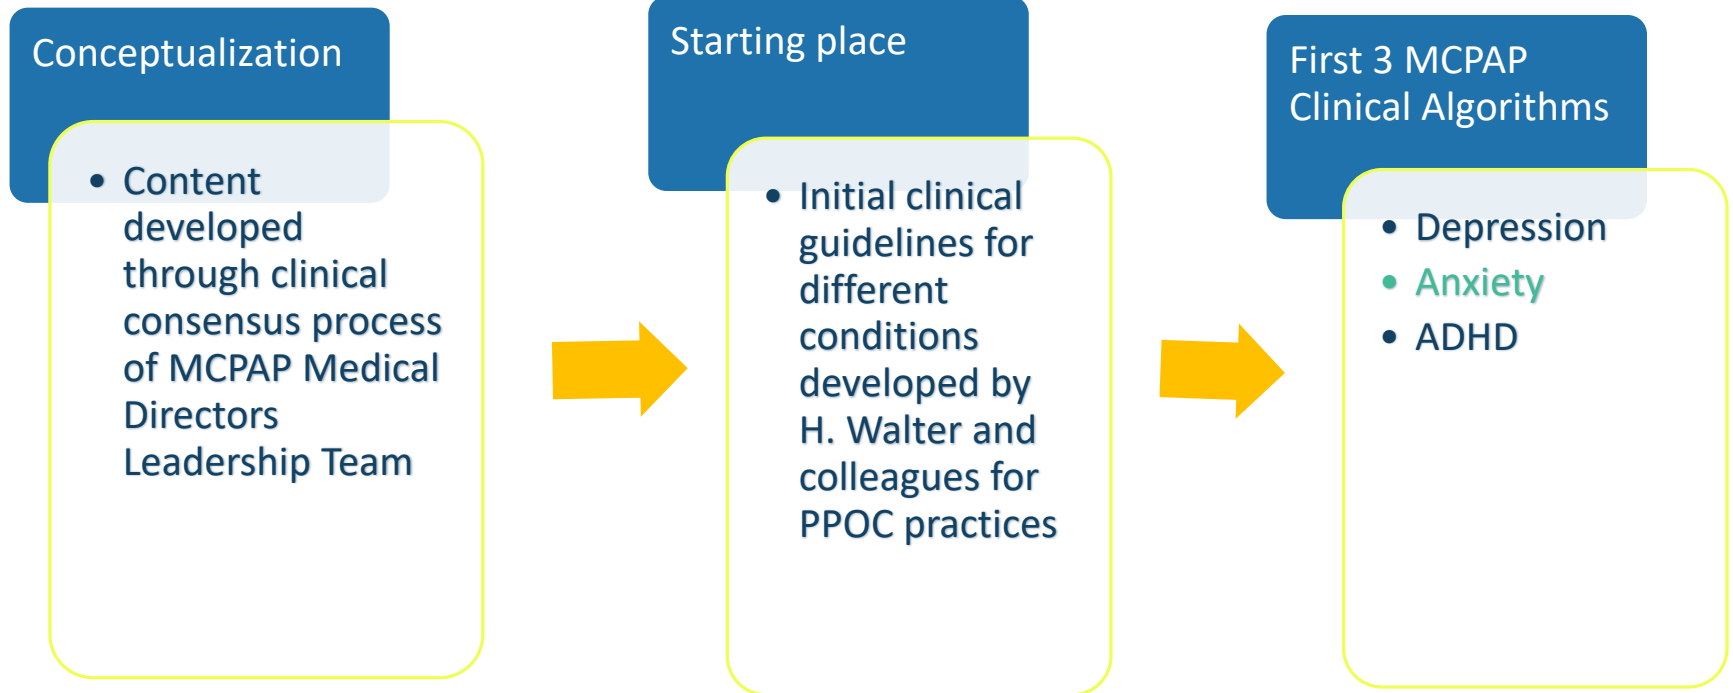 Conceptualization
• Content
developed
through clinical
consensus process
of MCPAP Medical
Directors
Leadership Team
Starting place
• Initial clinical
guidelines for
different
conditions
developed by
H. Walter and
colleagues for
PPOC practices
First 3 MCPAP
Clinical Algorithms
• Depression
• Anxiety
• ADHD